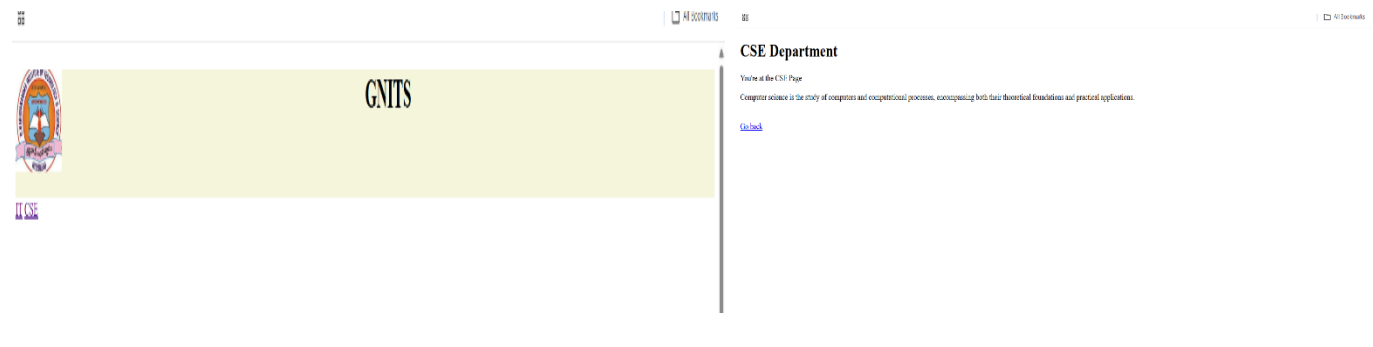 All Bookmarks
GNITS
IT CSE
All Bookmarks
CSE Department
You're at the CSE Page
Computer science is the study of computers and computational processes, encompassing both their theoretical foundations and practical applications.
Go back